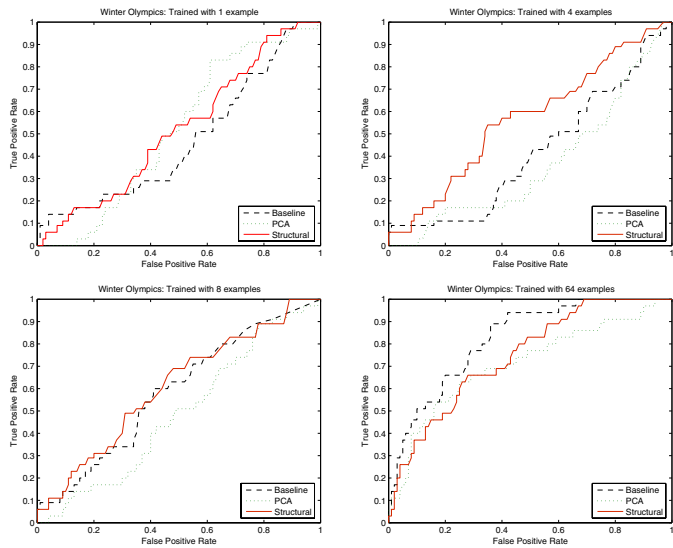 Winter Olympics: Trained with 1 example
1
0.9
0.8
0.7
0.6
0.5
0.4
0.3
0.2
0.1
0
0
0.2
0.4
0.6
0.8
1
True Positive Rate
False Positive Rate
Baseline
PCA
Structural
Winter Olympics: Trained with 4 examples
1
0.9
0.8
0.7
0.6
0.5
0.4
0.3
0.2
0.1
0
0
0.2
0.4
0.6
0.8
1
True Positive Rate
False Positive Rate
Baseline
PCA
Structural
Winter Olympics: Trained with 8 examples
1
0.9
0.8
0.7
0.6
0.5
0.4
0.3
0.2
0.1
0
0
0.2
0.4
0.6
0.8
1
True Positive Rate
False Positive Rate
Baseline
PCA
Structural
Winter Olympics: Trained with 64 examples
1
0.9
0.8
0.7
0.6
0.5
0.4
0.3
0.2
0.1
0
0
0.2
0.4
0.6
0.8
1
True Positive Rate
False Positive Rate
Baseline
PCA
Structural